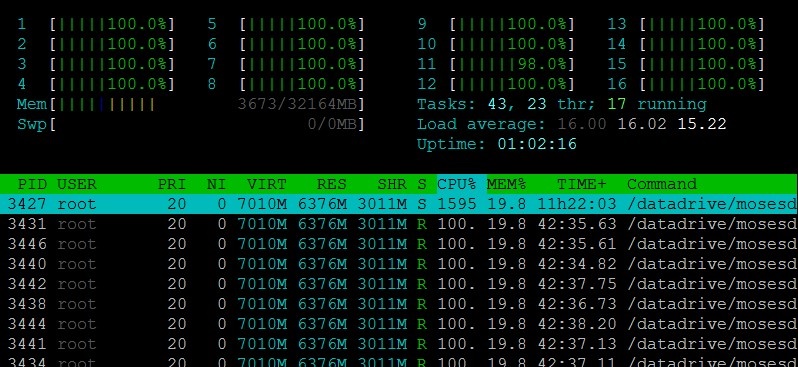 1 [|||||100.0%] 5 [|||||100.0%] 9 [|||||100.0%] 13 [|||||100.0%]
2 [|||||100.0%] 6 [|||||100.0%] 10 [|||||100.0%] 14 [|||||100.0%]
3 [|||||100.0%] 7 [|||||100.0%] 11 [||||||98.0%] 15 [|||||100.0%]
4 [|||||100.0%] 8 [|||||100.0%] 12 [|||||100.0%] 16 [|||||100.0%]
Mem[|||||||||| 3673/32164MB] Tasks: 43, 23 thr; 17 running
Swp[ 0/0MB] Load average: 16.00 16.02 15.22
Uptime: 01:02:16
PID USER PRI NI VIRT RES SHR S CPU% MEM% TIME+ Command
3427 root 20 0 7010M 6376M 3011M S 1595 19.8 11h22:03 /datadrive/mosesd
3431 root 20 0 7010M 6376M 3011M R 100. 19.8 42:35.63 /datadrive/mosesd
3446 root 20 0 7010M 6376M 3011M R 100. 19.8 42:35.61 /datadrive/mosesd
3440 root 20 0 7010M 6376M 3011M R 100. 19.8 42:34.82 /datadrive/mosesd
3442 root 20 0 7010M 6376M 3011M R 100. 19.8 42:37.75 /datadrive/mosesd
3438 root 20 0 7010M 6376M 3011M R 100. 19.8 42:36.73 /datadrive/mosesd
3444 root 20 0 7010M 6376M 3011M R 100. 19.8 42:38.20 /datadrive/mosesd
3441 root 20 0 7010M 6376M 3011M R 100. 19.8 42:37.13 /datadrive/mosesd
3434 root 20 0 7010M 6376M 3011M R 100. 19.8 42:37.11 /datadrive/mosesd